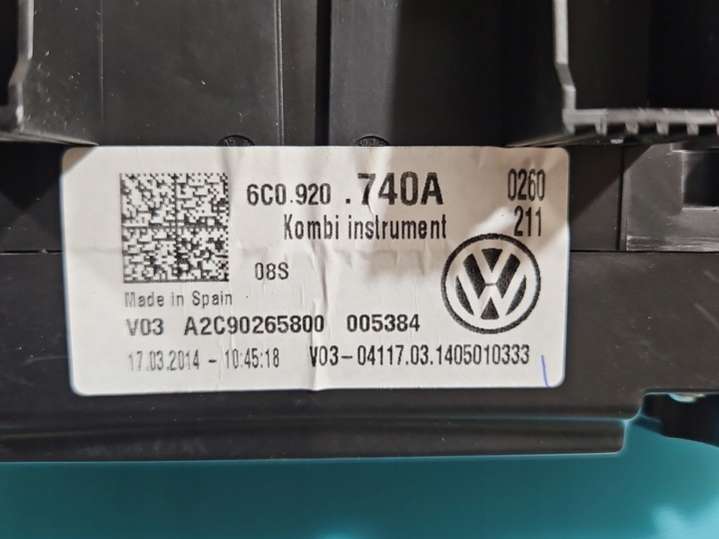 6C0.920 .740A 0260
Kombi instrument 211
08S
Made in Spain
V03 A2C90265800 005384
17.03.2014 - 10:45:18 V03-04117.03.1405010333